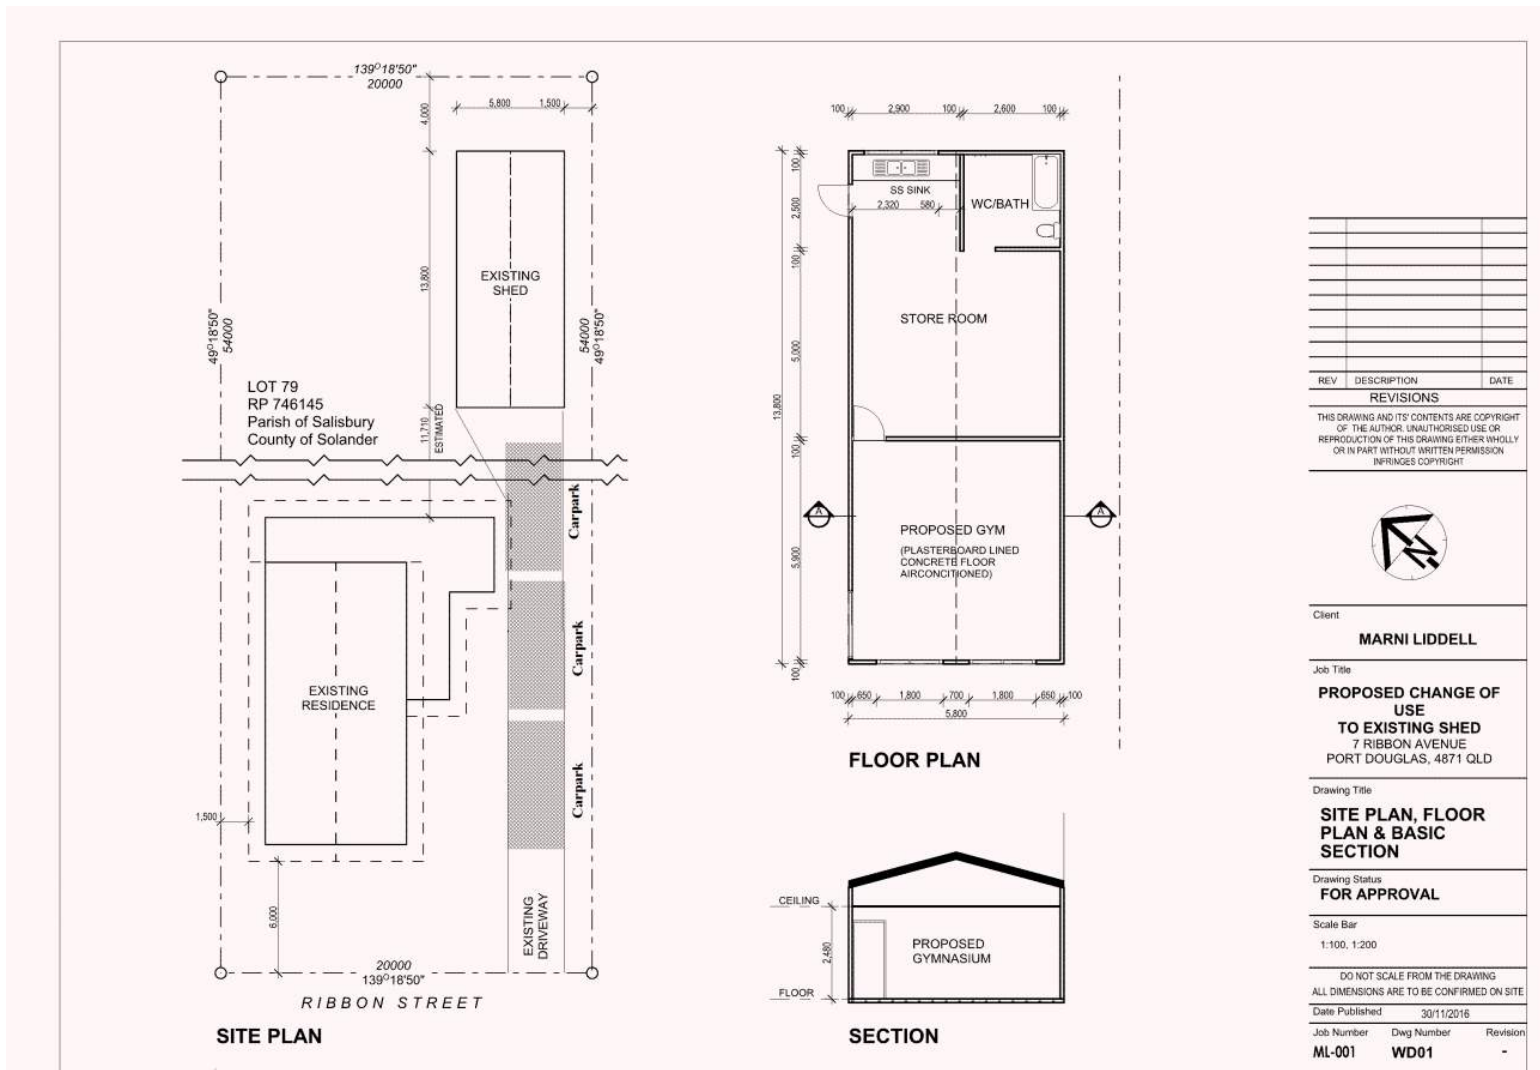 139°18'50"
20000
5,800
1,500
4,000
EXISTING
SHED
13,800
49°18'50"
54000
54000
49°18'50"
LOT 79
RP 746145
Parish of Salisbury
County of Solander
11,710
ESTIMATED
Carpark
Carpark
Carpark
EXISTING
RESIDENCE
1,500
6,000
EXISTING
DRIVEWAY
20000
139°18'50"
RIBBON STREET
SITE PLAN
100 2,900 100 2,600 100
100
2,500
100
5,000
100
5,900
100
13,800
SS SINK
2,320 580
WC/BATH
STORE ROOM
A
A
PROPOSED GYM
(PLASTERBOARD LINED
CONCRETE FLOOR
AIRCONCITIONED)
100 650 1,800 700 1,800 650 100
5,800
FLOOR PLAN
CEILING
2,480
PROPOSED
GYMNASIUM
FLOOR
SECTION
REV DESCRIPTION DATE
REVISIONS
THIS DRAWING AND ITS' CONTENTS ARE COPYRIGHT
OF THE AUTHOR. UNAUTHORISED USE OR
REPRODUCTION OF THIS DRAWING EITHER WHOLLY
OR IN PART WITHOUT WRITTEN PERMISSION
INFRINGES COPYRIGHT
N
Client
MARNI LIDDELL
Job Title
PROPOSED CHANGE OF
USE
TO EXISTING SHED
7 RIBBON AVENUE
PORT DOUGLAS, 4871 QLD
Drawing Title
SITE PLAN, FLOOR
PLAN & BASIC
SECTION
Drawing Status
FOR APPROVAL
Scale Bar
1:100, 1:200
DO NOT SCALE FROM THE DRAWING
ALL DIMENSIONS ARE TO BE CONFIRMED ON SITE
Date Published 30/11/2016
Job Number Dwg Number Revision
ML-001 WD01 -